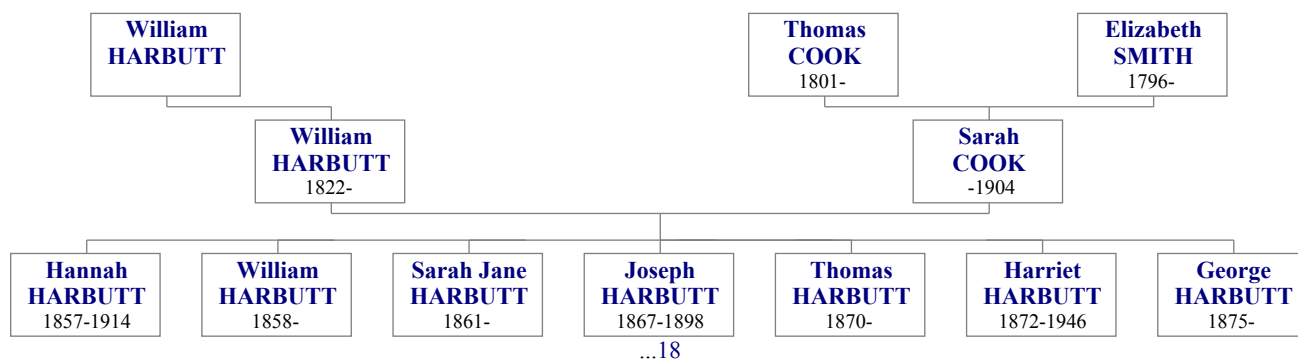 William
HARBUTT
Thomas
COOK
1801-
Elizabeth
SMITH
1796-
William
HARBUTT
1822-
Sarah
COOK
-1904
Hannah
HARBUTT
1857-1914
William
HARBUTT
1858-
Sarah Jane
HARBUTT
1861-
Joseph
HARBUTT
1867-1898
Thomas
HARBUTT
1870-
Harriet
HARBUTT
1872-1946
George
HARBUTT
1875-
...18